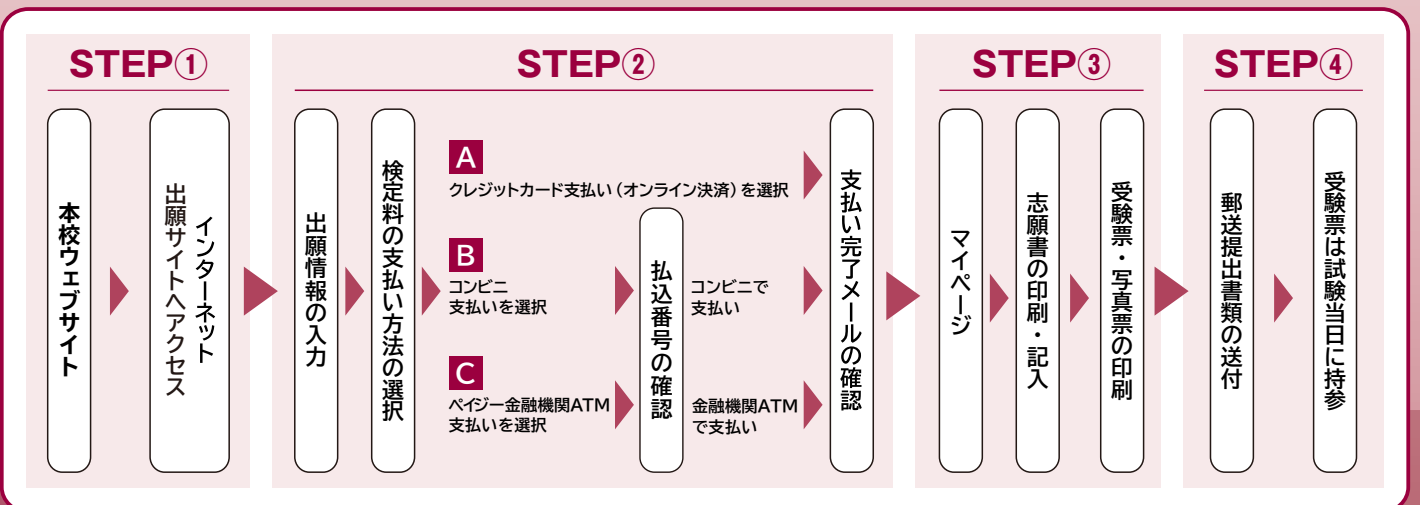 STEP①
本校ウェブサイト
インターネット
出願サイトへアクセス
STEP②
出願情報の入力
検定料の支払い方法の選択
A
クレジットカード支払い（オンライン決済）を選択
B
コンビニ
支払いを選択
C
ペイジー金融機関ATM
支払いを選択
払込番号の確認
コンビニで
支払い
金融機関ATM
で支払い
支払い完了メールの確認
STEP③
マイページ
志願書の印刷・記入
受験票・写真票の印刷
STEP④
郵送提出書類の送付
受験票は試験当日に持参